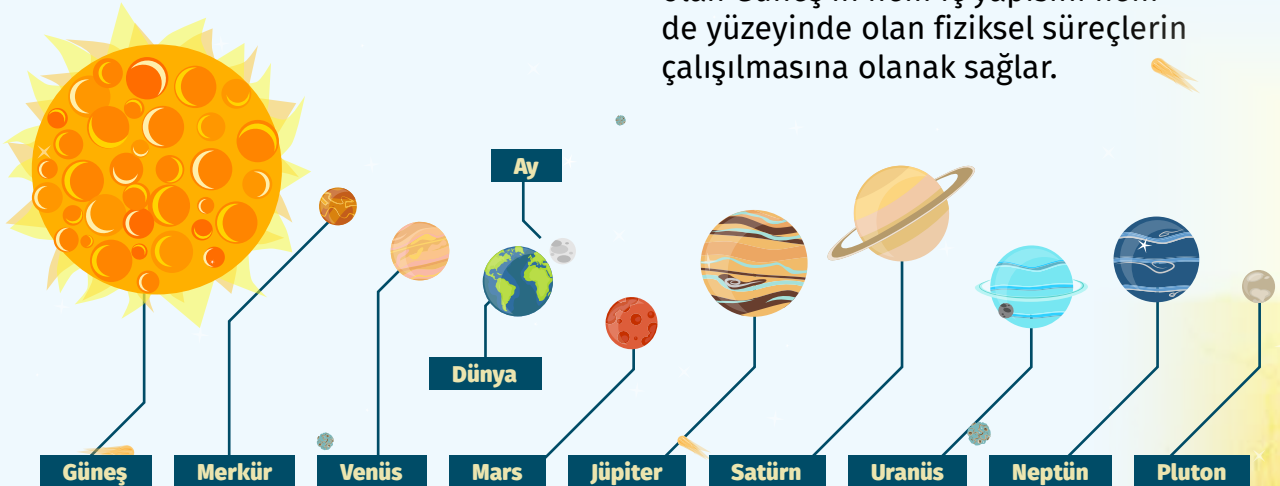 de yüzeyinde olan fiziksel süreçlerin
çalışılmasına olanak sağlar.
Ay
Dünya
Güneş
Merkür
Venüs
Mars
Jüpiter
Satürn
Uranüs
Neptün
Pluton